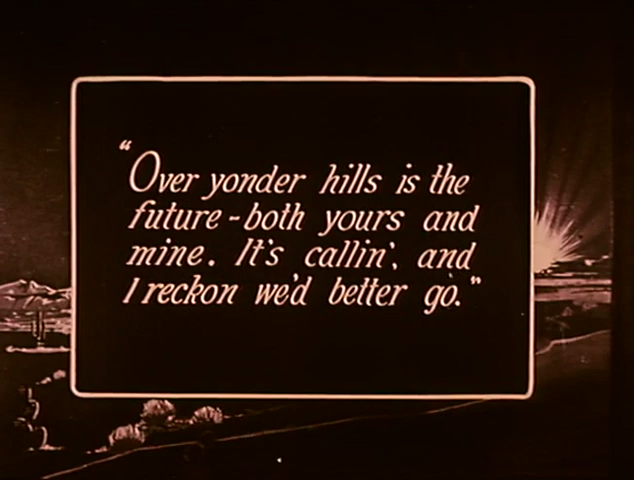 "Over yonder hills is the
future - both yours and
mine. It's callin', and
I reckon we'd better go."